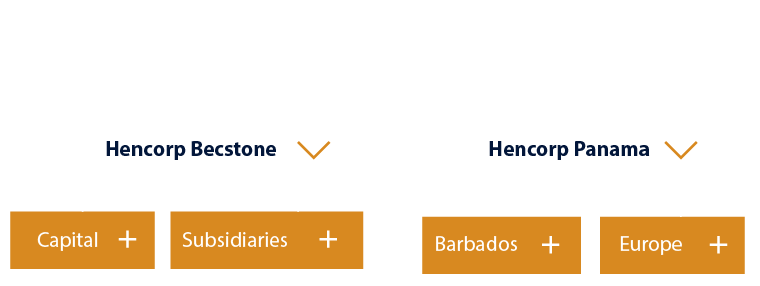 Hencorp Becstone
Hencorp Panama
Capital +
Subsidiaries +
Barbados +
Europe +